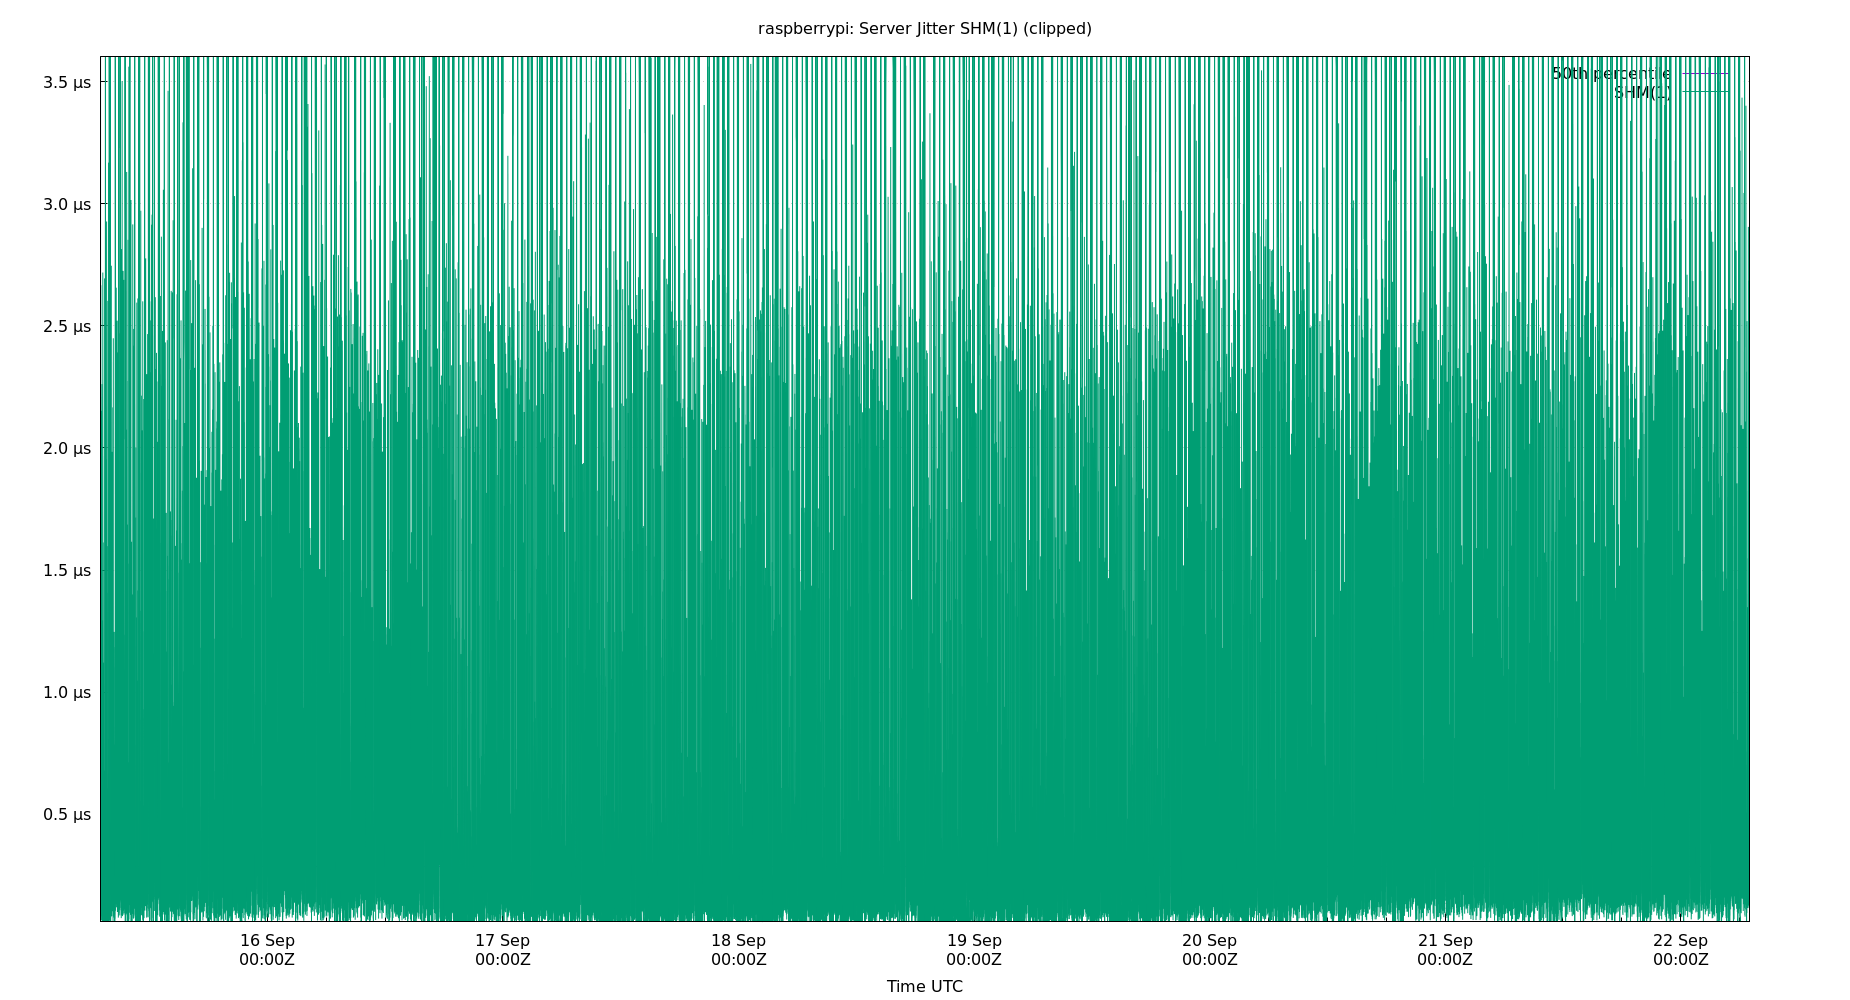 raspberrypi: Server Jitter SHM(1) (clipped)
50th percentile
SHM(1)
3.5 µs
3.0 µs
2.5 µs
2.0 µs
1.5 µs
1.0 µs
0.5 µs
16 Sep 17 Sep 18 Sep 19 Sep 20 Sep 21 Sep 22 Sep
00:00Z 00:00Z 00:00Z 00:00Z 00:00Z 00:00Z 00:00Z
Time UTC